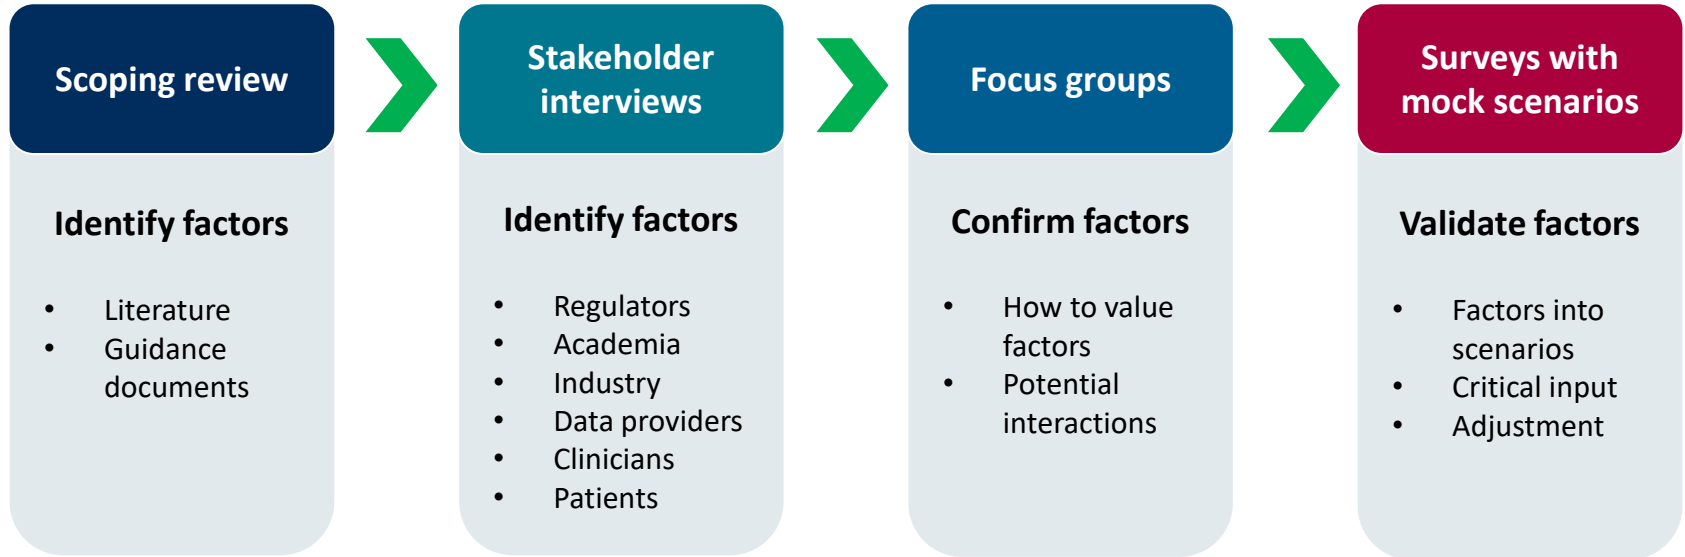 Scoping review
Identify factors
• Literature
• Guidance
documents
Stakeholder
interviews
Identify factors
• Regulators
• Academia
• Industry
• Data providers
• Clinicians
• Patients
Focus groups
Confirm factors
• How to value
factors
• Potential
interactions
Surveys with
mock scenarios
Validate factors
• Factors into
scenarios
• Critical input
• Adjustment